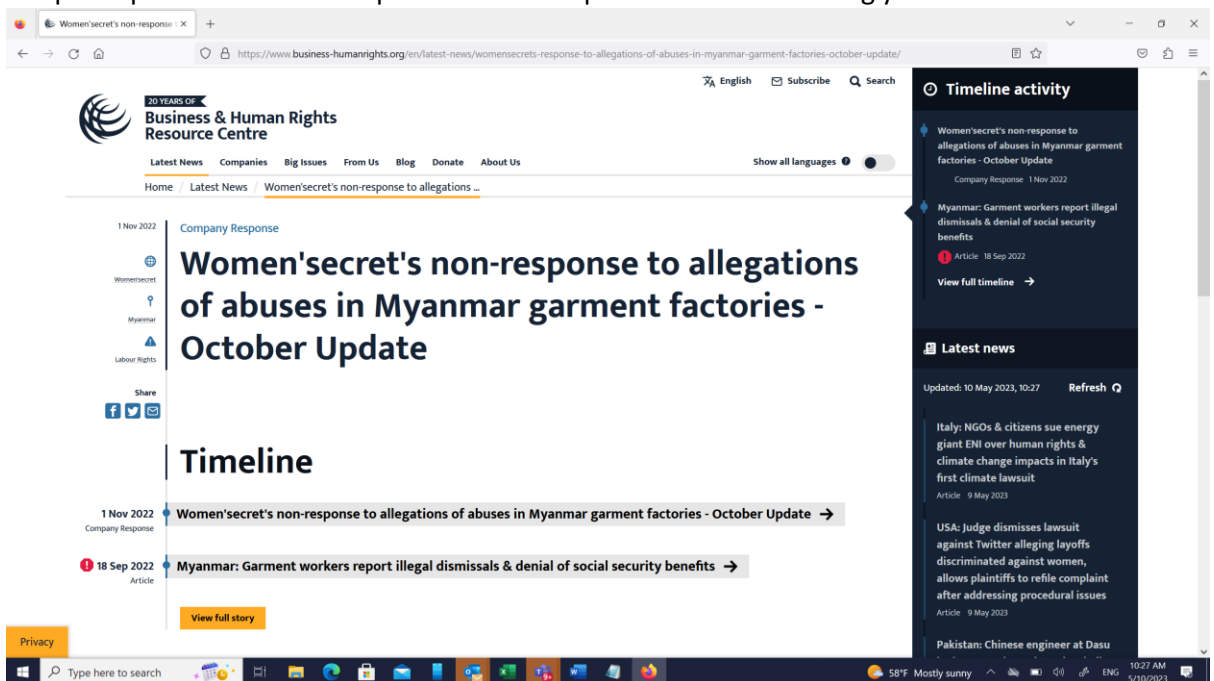 Women'secret's non-response t
https://www.business-humanrights.org/en/latest-news/womensecrets-response-to-allegations-of-abuses-in-myanmar-garment-factories-october-update/
English Subscribe Search
20 YEARS OF
Business & Human Rights
Resource Centre
Latest News Companies Big Issues From Us Blog Donate About Us
Show all languages
Home / Latest News / Women'secret's non-response to allegations ...
1 Nov 2022
Women'secret
Myanmar
Labour Rights
Share
Company Response
Women'secret's non-response to allegations
of abuses in Myanmar garment factories -
October Update
Timeline
1 Nov 2022
Company Response
Women'secret's non-response to allegations of abuses in Myanmar garment factories - October Update
18 Sep 2022
Article
Myanmar: Garment workers report illegal dismissals & denial of social security benefits
View full story
Privacy
Timeline activity
Women'secret's non-response to
allegations of abuses in Myanmar garment
factories - October Update
Company Response 1 Nov 2022
Myanmar: Garment workers report illegal
dismissals & denial of social security
benefits
Article 18 Sep 2022
View full timeline
Latest news
Updated: 10 May 2023, 10:27 Refresh
Italy: NGOs & citizens sue energy
giant ENI over human rights &
climate change impacts in Italy's
first climate lawsuit
Article 9 May 2023
USA: Judge dismisses lawsuit
against Twitter alleging layoffs
discriminated against women,
allows plaintiffs to refile complaint
after addressing procedural issues
Article 9 May 2023
Pakistan: Chinese engineer at Dasu
Type here to search
58°F Mostly sunny
ENG
10:27 AM
5/10/2023